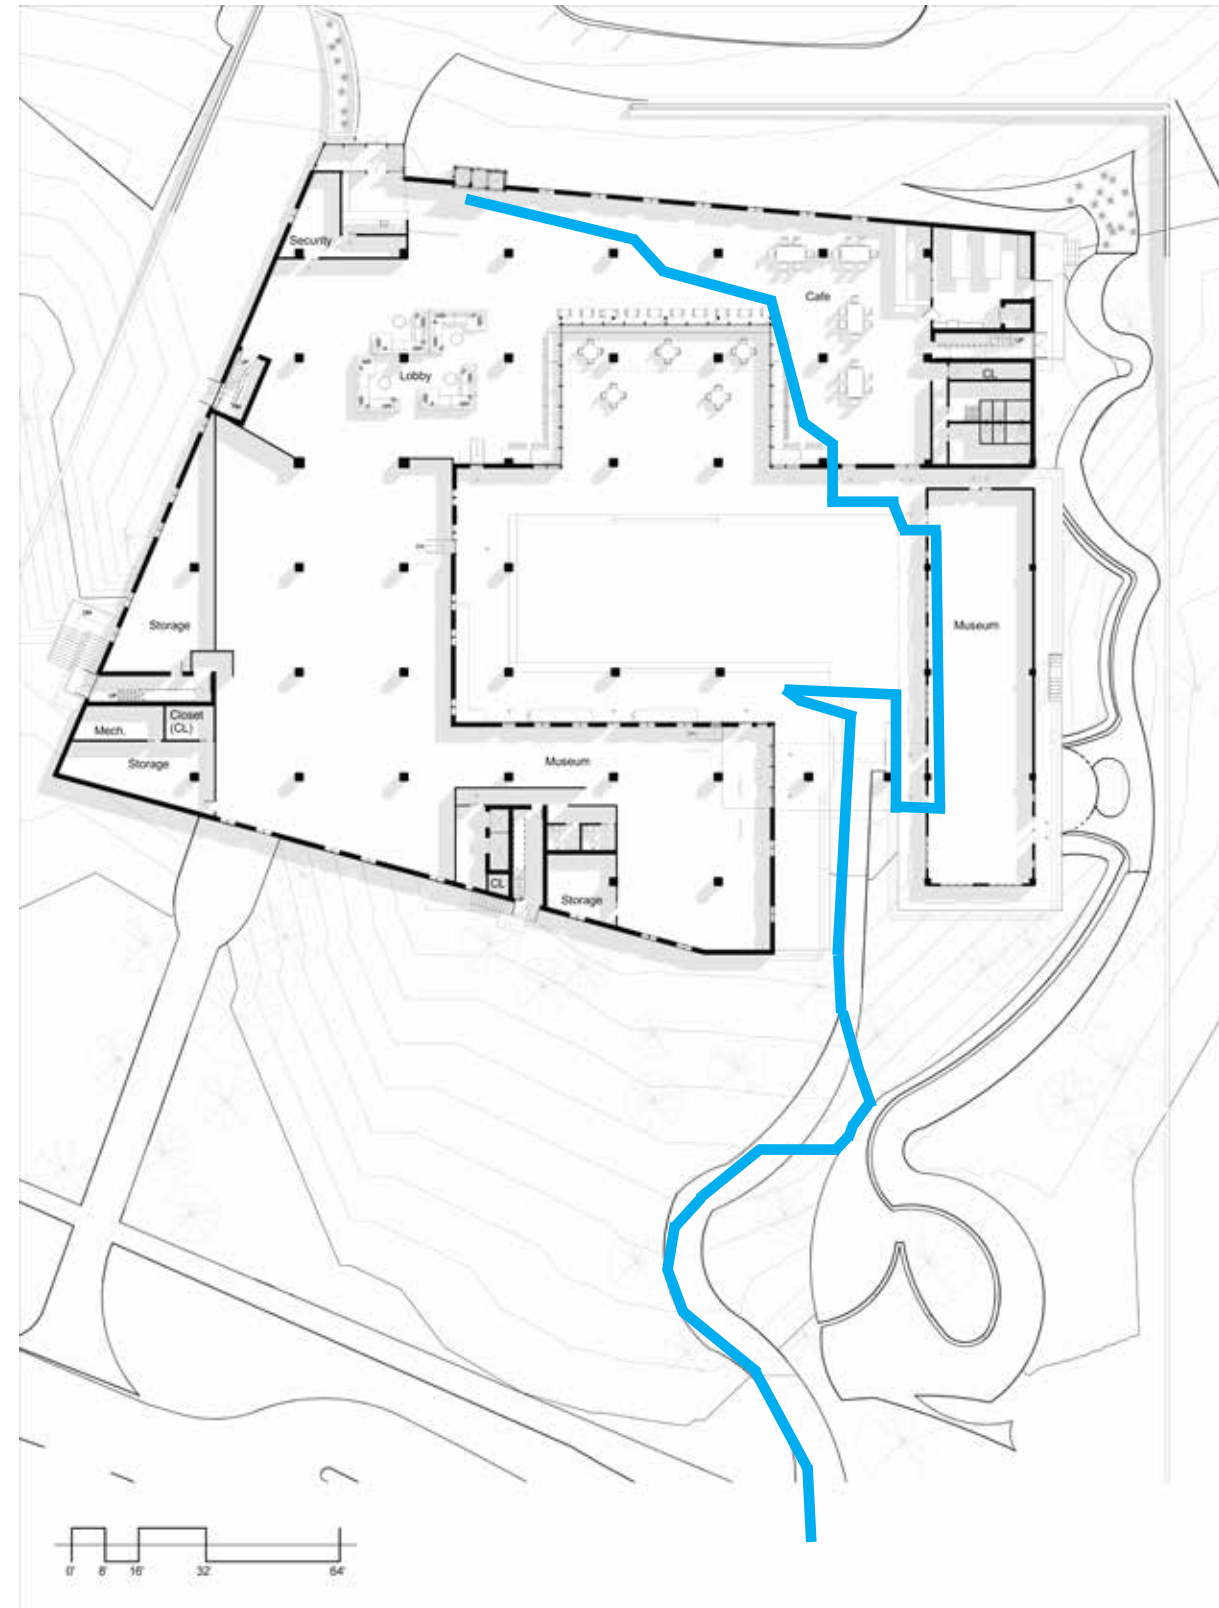 Security
Cafe
Lobby
CL
Storage
Museum
Closet
(CL)
Mech.
Storage
Museum
CL
Storage
0' 8' 16' 32' 64'